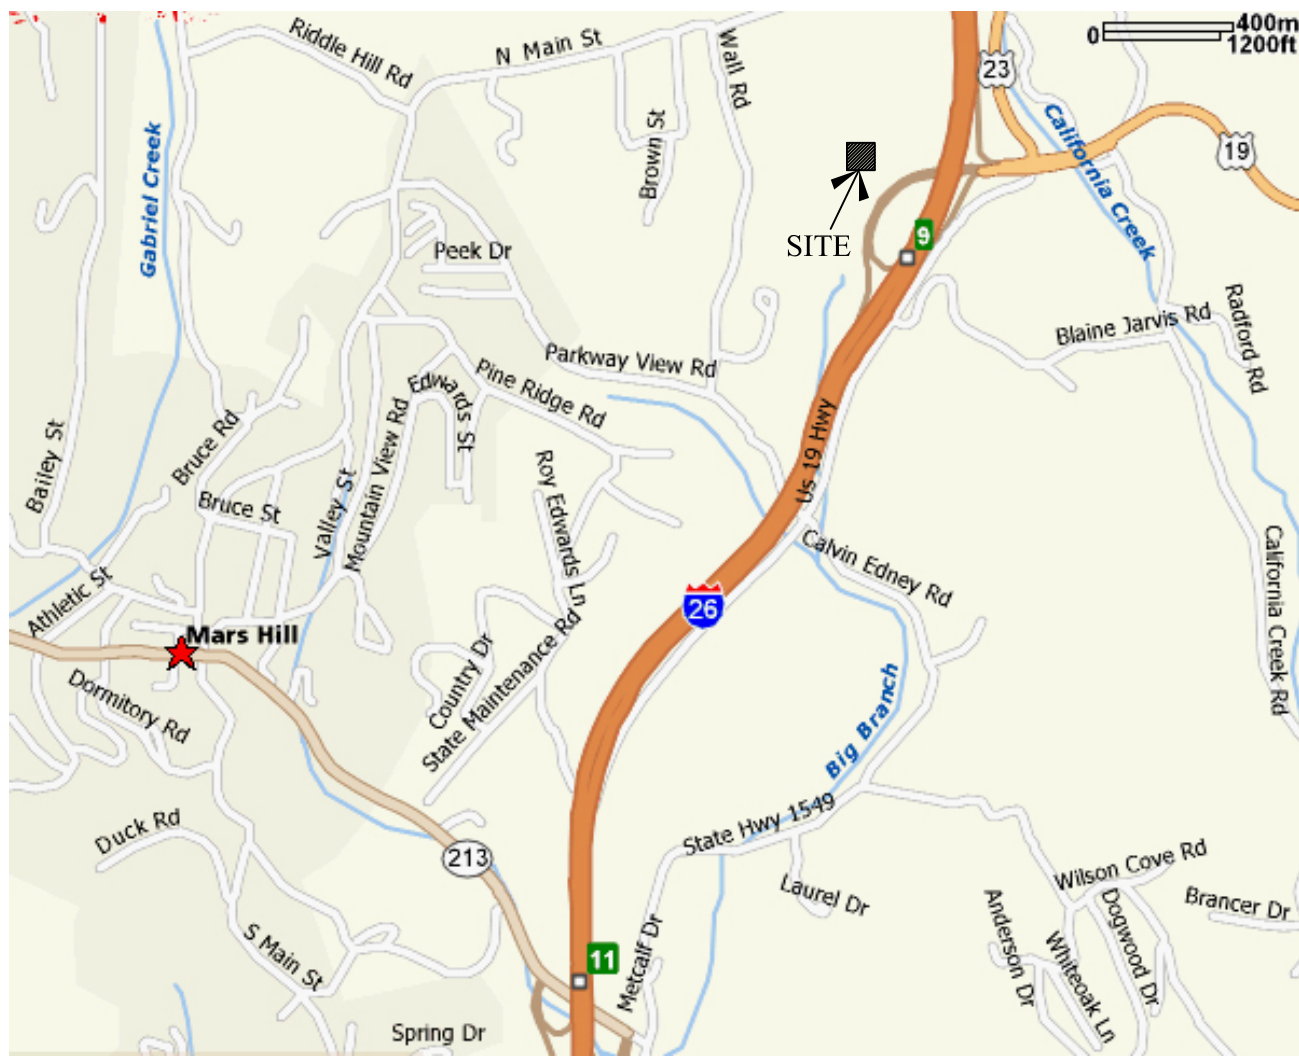 400m
0
1200ft
Riddle Hill Rd
N Main St
Wall Rd
23
California Creek
19
Gabriel Creek
Brown St
SITE
9
Peek Dr
Radford Rd
Blaine Jarvis Rd
Parkway View Rd
Pine Ridge Rd
Edwards St
Bailey St
Bruce Rd
Mountain View Rd
Us 19 Hwy
Roy Edwards Ln
Valley St
Bruce St
Calvin Edney Rd
California Creek Rd
Athletic St
26
Mars Hill
Country Dr
State Maintenance Rd
Dormitory Rd
Big Branch
Duck Rd
State Hwy 1549
213
Wilson Cove Rd
Laurel Dr
Brancer Dr
Anderson Dr
Dogwood Dr
Whiteoak Ln
S Main St
11
Metcalf Dr
Spring Dr